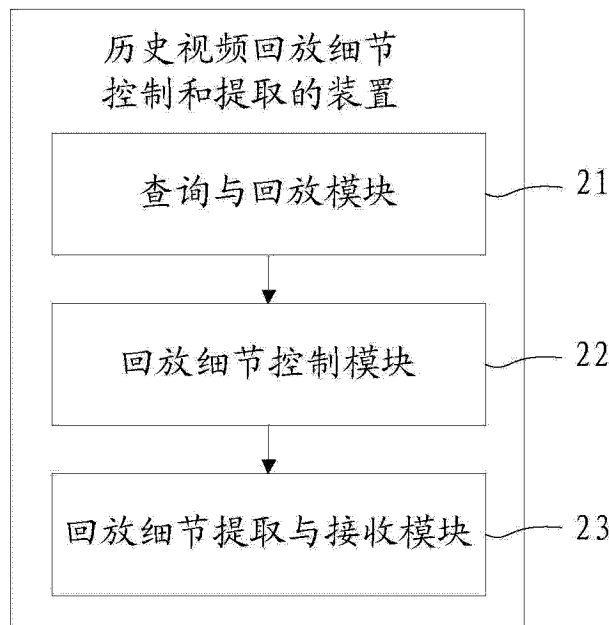 历史视频回放细节
控制和提取的装置
查询与回放模块
21
回放细节控制模块
22
回放细节提取与接收模块
23